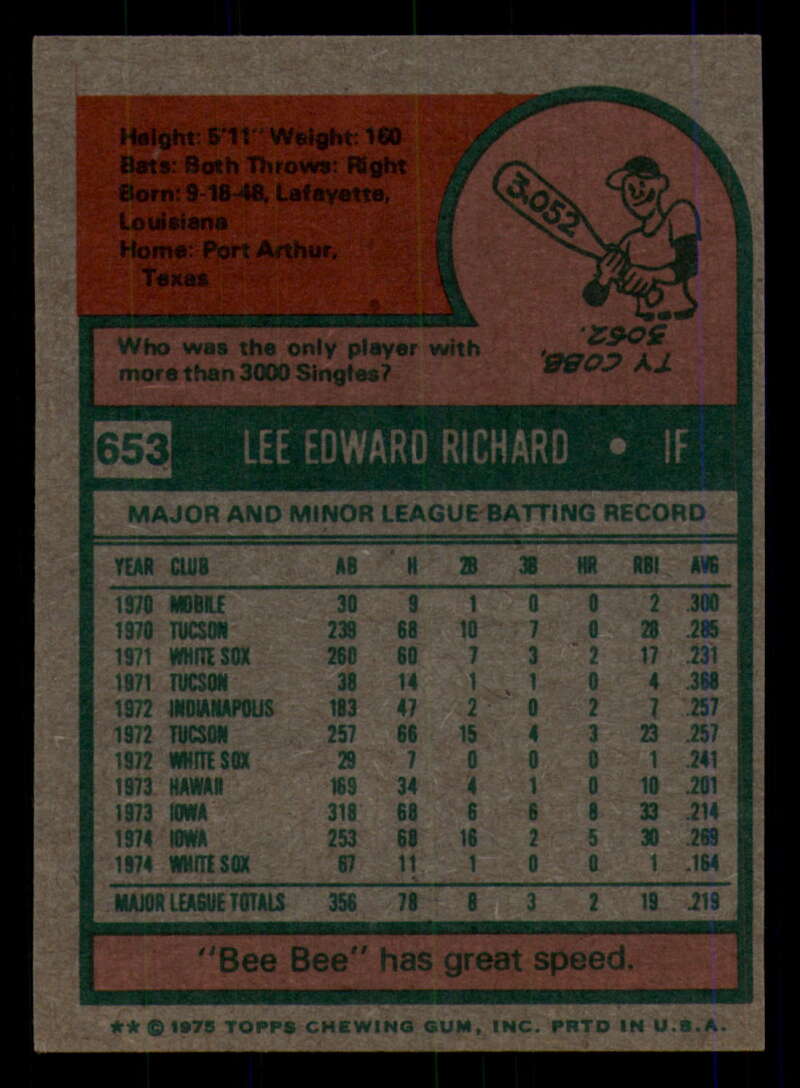 Height: 5'11" Weight: 160
Bats: Both Throws: Right
Born: 9-18-48, Lafayette,
Louisiana
Home: Port Arthur,
Texas
3,052
Who was the only player with
more than 3000 Singles?
TY COBB,
3052.
653 LEE EDWARD RICHARD • IF
MAJOR AND MINOR LEAGUE BATTING RECORD
YEAR CLUB AB H 2B 3B HR RBI AVG
1970 MOBILE 30 9 1 0 0 2 .300
1970 TUCSON 239 68 10 7 0 28 .285
1971 WHITE SOX 260 60 7 3 2 17 .231
1971 TUCSON 38 14 1 1 0 4 .368
1972 INDIANAPOLIS 183 47 2 0 2 7 .257
1972 TUCSON 257 66 15 4 3 23 .257
1972 WHITE SOX 29 7 0 0 0 1 .241
1973 HAWAII 169 34 4 1 0 10 .201
1973 IOWA 318 68 6 6 8 33 .214
1974 IOWA 253 68 16 2 5 30 .269
1974 WHITE SOX 67 11 1 0 0 1 .164
MAJOR LEAGUE TOTALS 356 78 8 3 2 19 .219
"Bee Bee" has great speed.
★★ © 1975 TOPPS CHEWING GUM, INC. PRTD IN U.S.A.